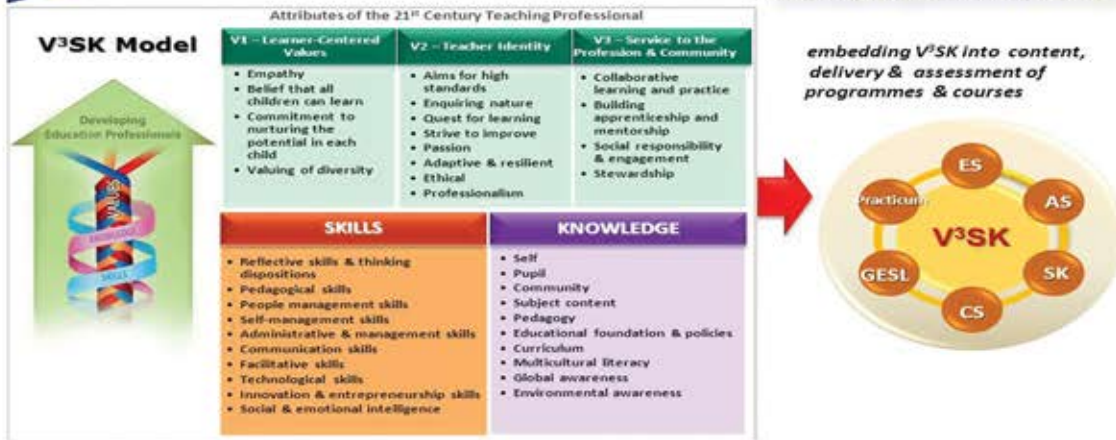 Attributes of the 21st Century Teaching Professional
V³SK Model
Developing
Education Professionals
VALUES
KNOWLEDGE
SKILLS
V1 – Learner-Centered
Values
• Empathy
• Belief that all
children can learn
• Commitment to
nurturing the
potential in each
child
• Valuing of diversity
V2 – Teacher Identity
• Aims for high
standards
• Enquiring nature
• Quest for learning
• Strive to improve
• Passion
• Adaptive & resilient
• Ethical
• Professionalism
V3 – Service to the
Profession & Community
• Collaborative
learning and practice
• Building
apprenticeship and
mentorship
• Social responsibility
& engagement
• Stewardship
SKILLS
• Reflective skills & thinking
dispositions
• Pedagogical skills
• People management skills
• Self-management skills
• Administrative & management skills
• Communication skills
• Facilitative skills
• Technological skills
• Innovation & entrepreneurship skills
• Social & emotional intelligence
KNOWLEDGE
• Self
• Pupil
• Community
• Subject content
• Pedagogy
• Educational foundation & policies
• Curriculum
• Multicultural literacy
• Global awareness
• Environmental awareness
embedding V³SK into content,
delivery & assessment of
programmes & courses
ES
Practicum
AS
V³SK
GESL
SK
CS